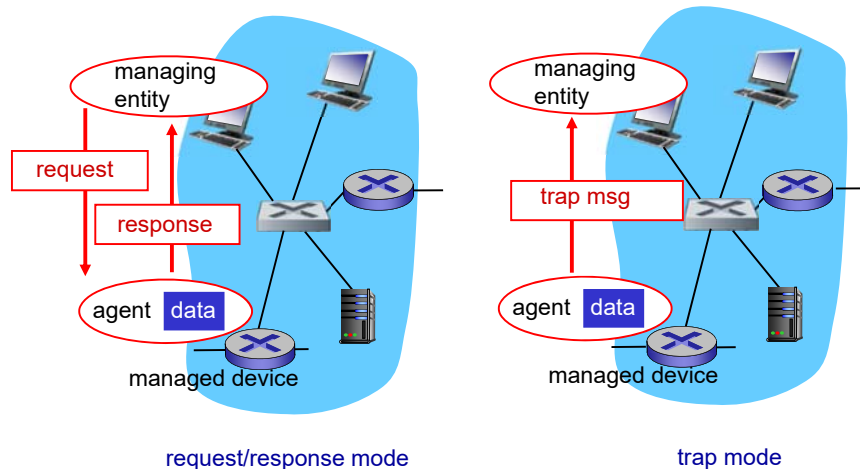 managing
entity
request
response
agent data
managed device
request/response mode
managing
entity
trap msg
agent data
managed device
trap mode